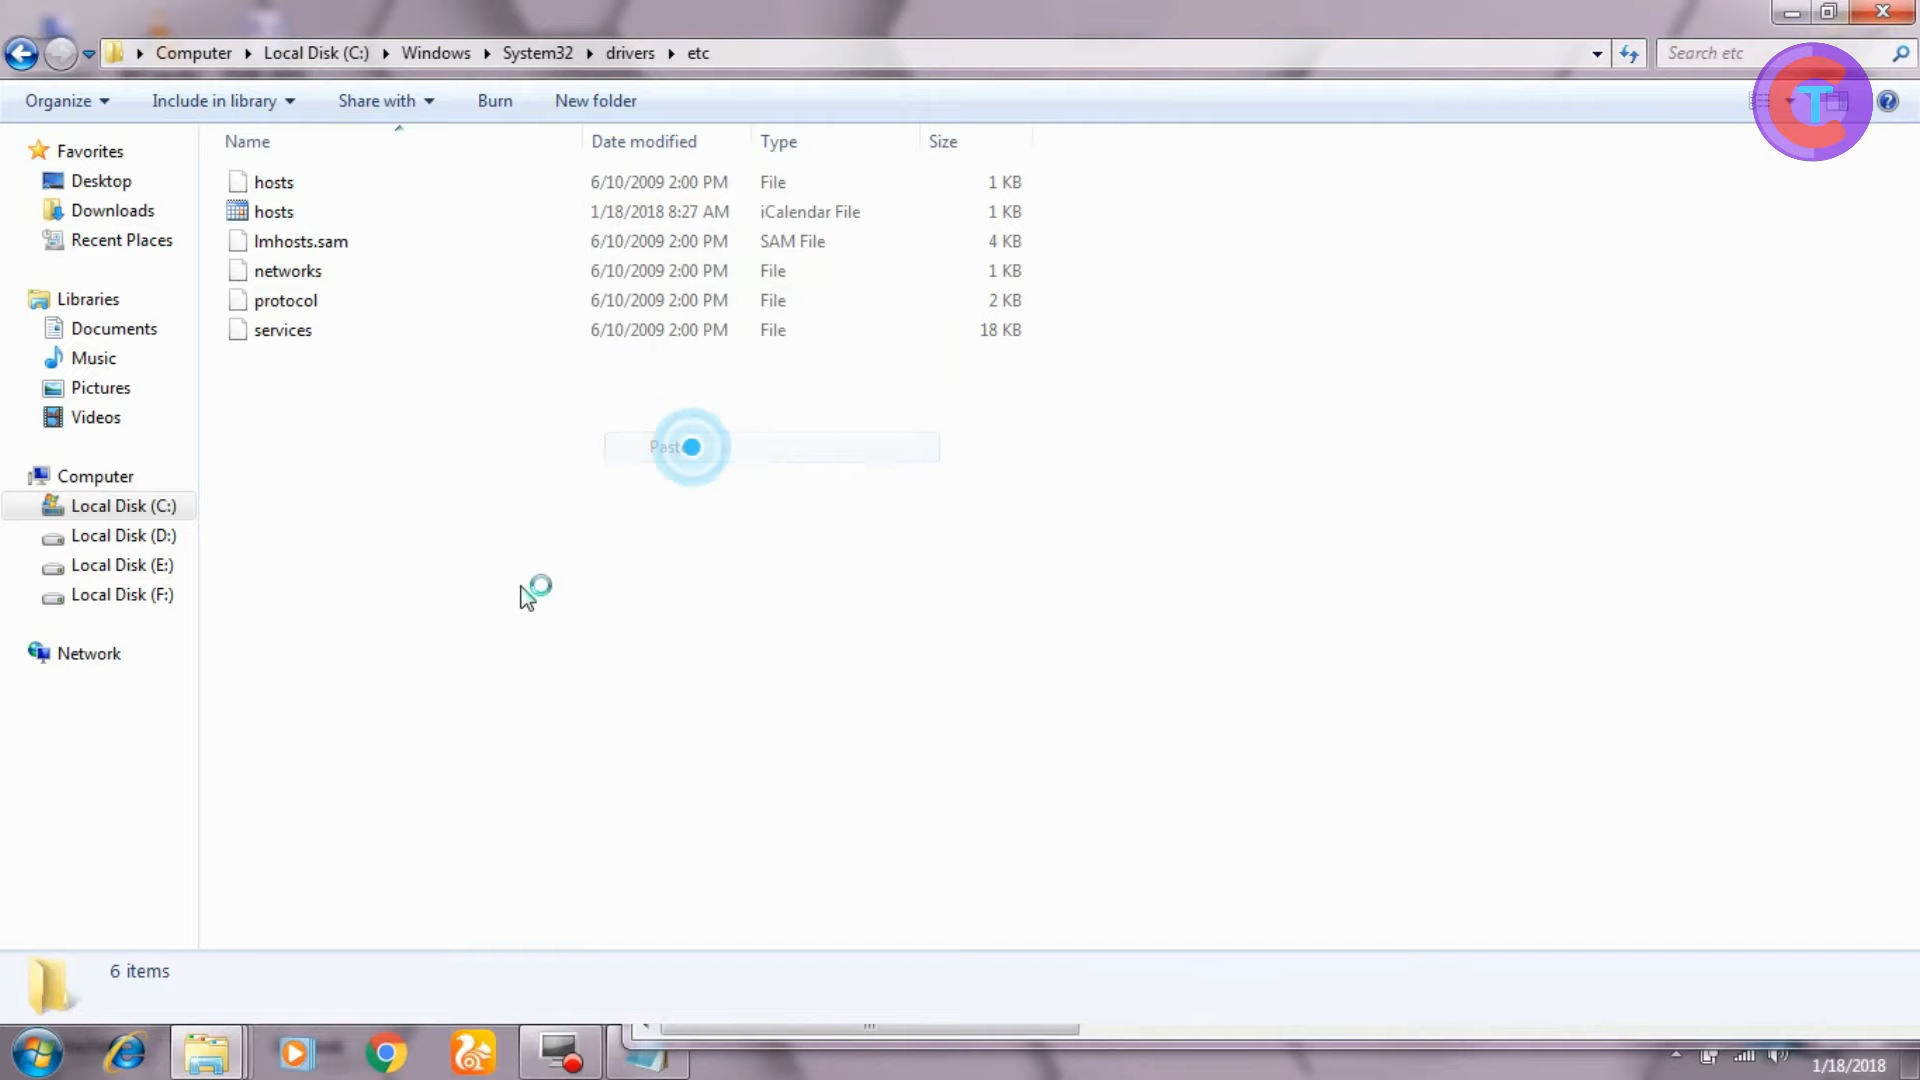 Computer Local Disk (C:) Windows System32 drivers etc
Search etc
Organize Include in library Share with Burn New folder
CT
Name Date modified Type Size
Favorites
Desktop
Downloads
Recent Places
Libraries
Documents
Music
Pictures
Videos
Computer
Local Disk (C:)
Local Disk (D:)
Local Disk (E:)
Local Disk (F:)
Network
hosts 6/10/2009 2:00 PM File 1 KB
hosts 1/18/2018 8:27 AM iCalendar File 1 KB
lmhosts.sam 6/10/2009 2:00 PM SAM File 4 KB
networks 6/10/2009 2:00 PM File 1 KB
protocol 6/10/2009 2:00 PM File 2 KB
services 6/10/2009 2:00 PM File 18 KB
Paste
6 items
1/18/2018